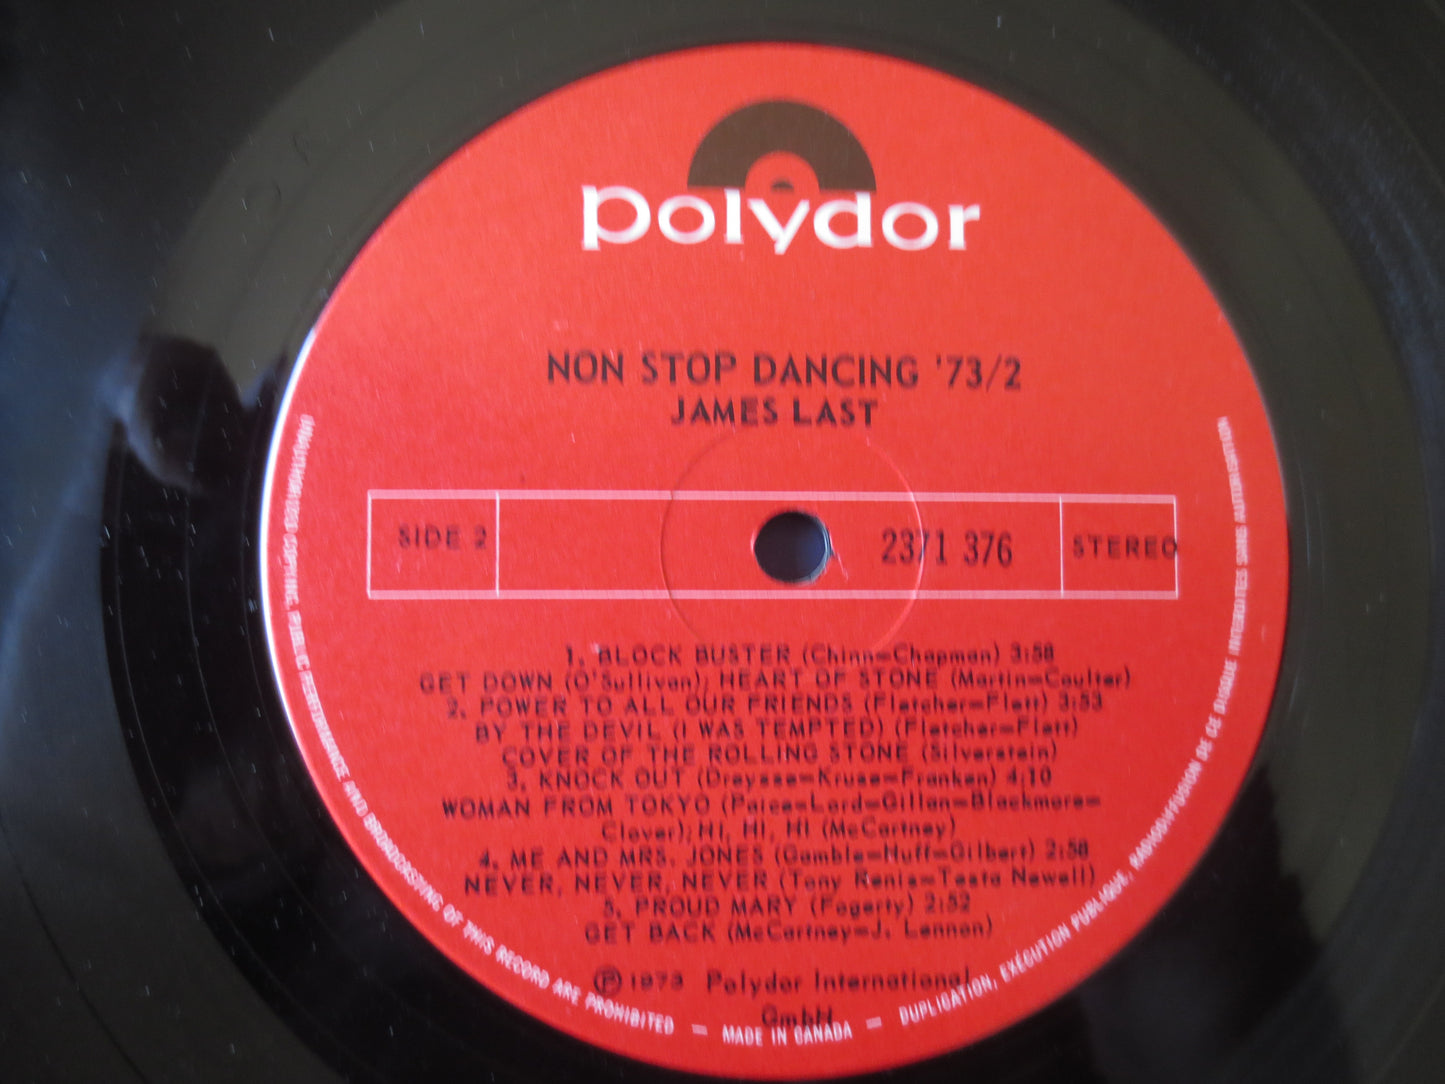 polydor
NON STOP DANCING '73/2
JAMES LAST
SIDE 2
2371 376
STEREO
1. BLOCK BUSTER (Chinn-Chapman) 3:58
GET DOWN (O'Sullivan); HEART OF STONE (Martin-Coulter)
2. POWER TO ALL OUR FRIENDS (Fletcher-Flett) 3:53
BY THE DEVIL (I WAS TEMPTED) (Fletcher-Flett)
COVER OF THE ROLLING STONE (Silverstein)
3. KNOCK OUT (Dreysse-Kruse-Franken) 4:10
WOMAN FROM TOKYO (Paice-Lord-Gillan-Blackmore-
Clover); HI, HI, HI (McCartney)
4. ME AND MRS. JONES (Gamble-Huff-Gilbert) 2:58
NEVER, NEVER, NEVER (Tony Renis-Testa Newell)
5. PROUD MARY (Fogerty) 2:52
GET BACK (McCartney-J. Lennon)
℗ 1973 Polydor International
GmbH
UNAUTHORIZED COPYING, PUBLIC PERFORMANCE AND BROADCASTING OF THIS RECORD ARE PROHIBITED = MADE IN CANADA = DUPLICATION, EXÉCUTION PUBLIQUE, RADIODIFFUSION DE CE DISQUE INTERDITES SANS AUTORISATION